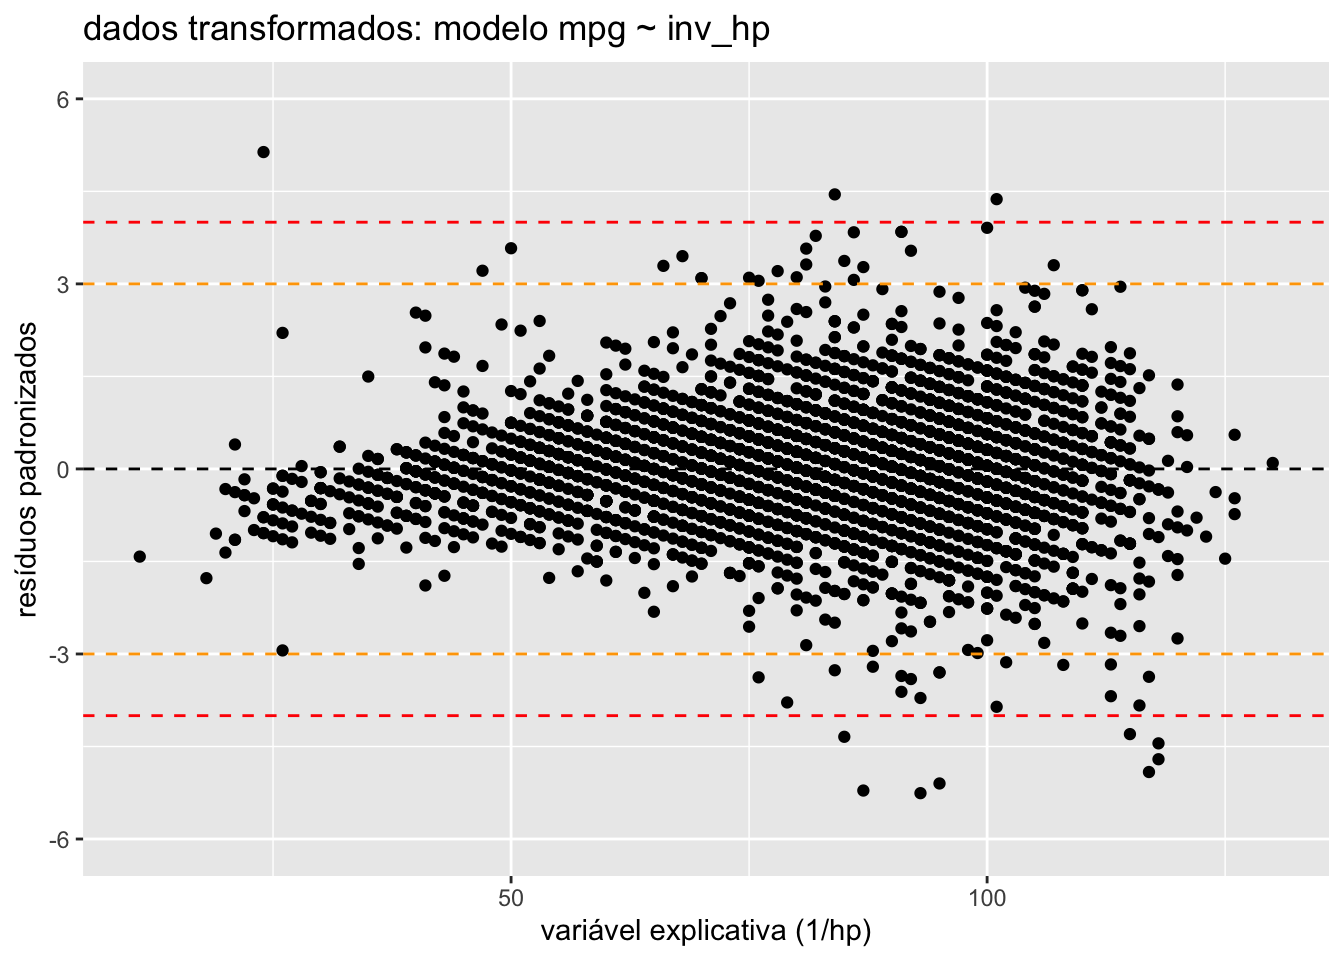 dados transformados: modelo mpg ~ inv_hp
6
3
0
-3
-6
resíduos padronizados
50
100
variável explicativa (1/hp)